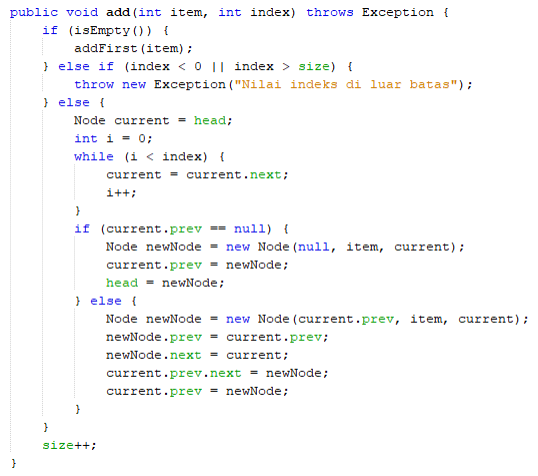 public void add(int item, int index) throws Exception {
    if (isEmpty()) {
        addFirst(item);
    } else if (index < 0 || index > size) {
        throw new Exception("Nilai indeks di luar batas");
    } else {
        Node current = head;
        int i = 0;
        while (i < index) {
            current = current.next;
            i++;
        }
        if (current.prev == null) {
            Node newNode = new Node(null, item, current);
            current.prev = newNode;
            head = newNode;
        } else {
            Node newNode = new Node(current.prev, item, current);
            newNode.prev = current.prev;
            newNode.next = current;
            current.prev.next = newNode;
            current.prev = newNode;
        }
    }
    size++;
}